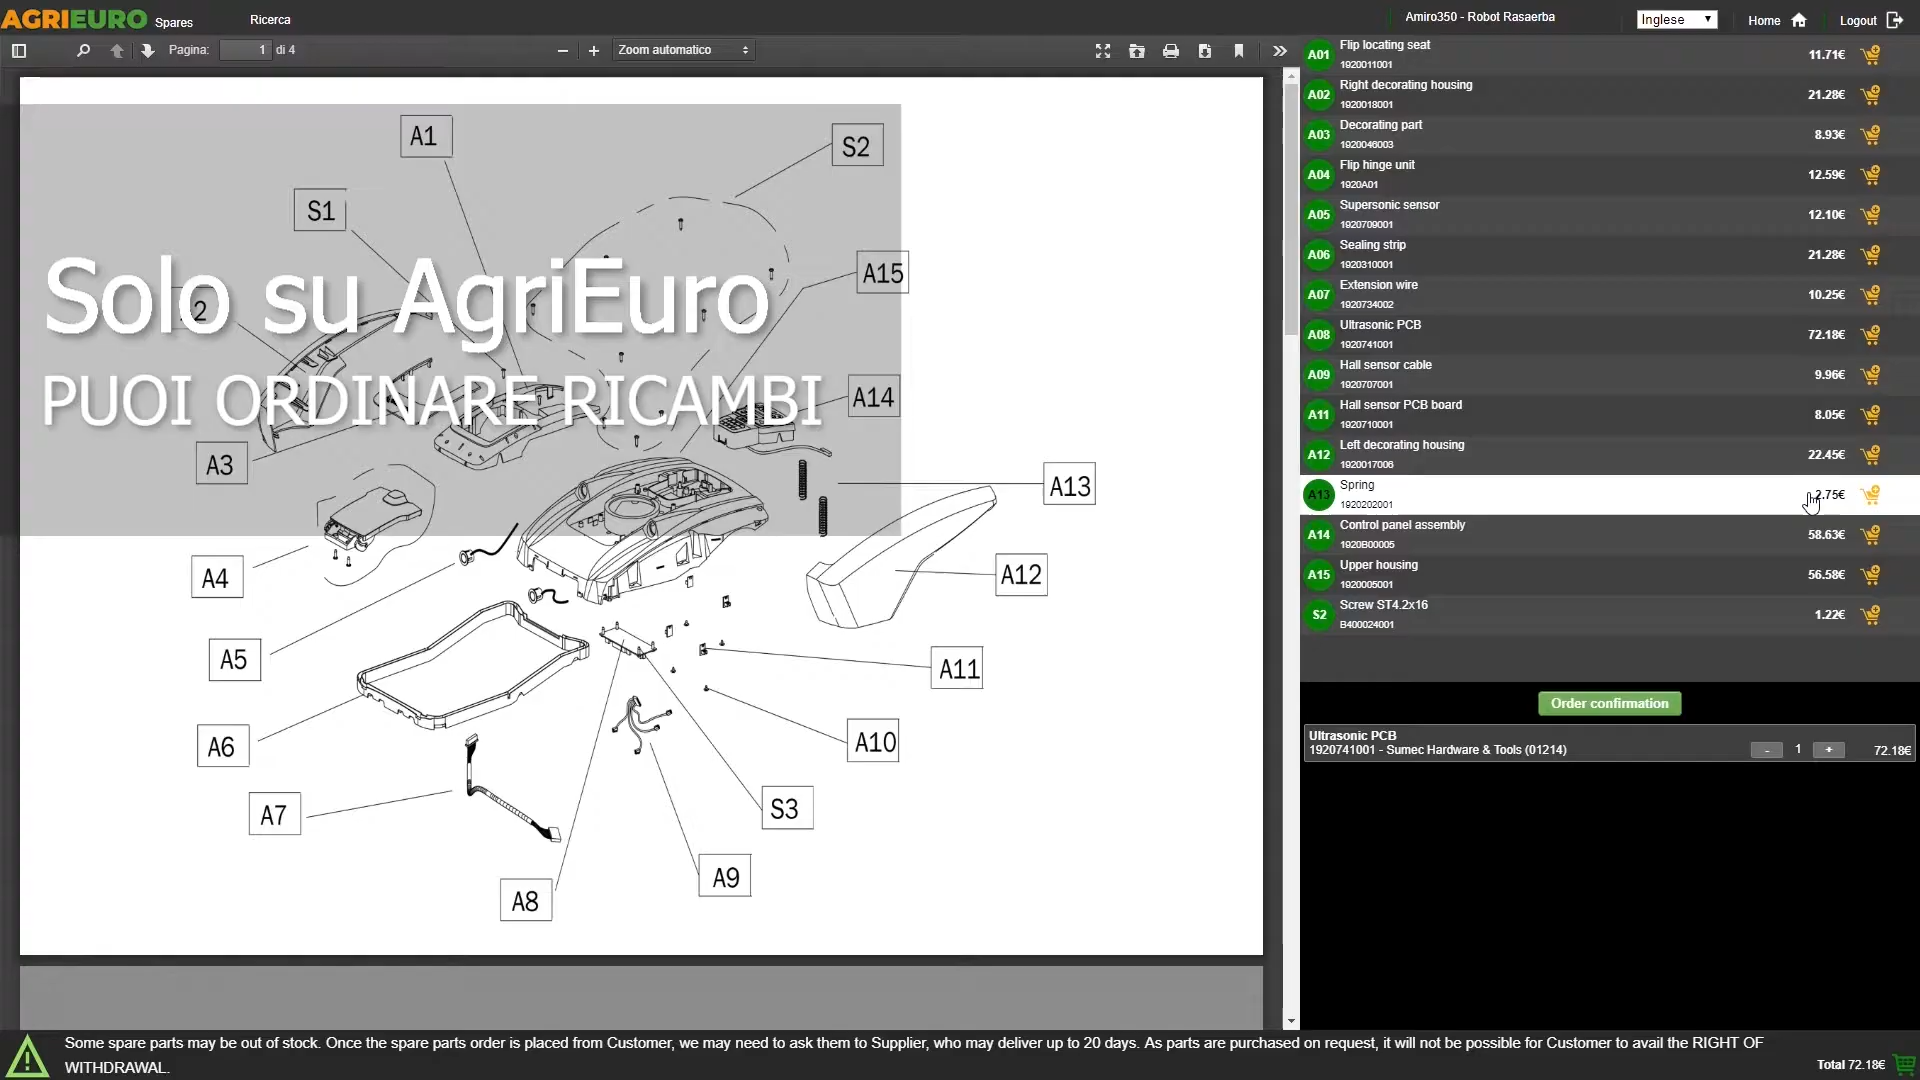 AGRIEURO Spares
Ricerca
Amiro350 - Robot Rasaerba
Inglese
Home
Logout
Pagina:
1
di 4
Zoom automatico
Solo su AgriEuro
PUOI ORDINARE RICAMBI
A1
S2
S1
A15
2
A14
A3
A13
A4
A12
A5
A11
A6
A10
A7
S3
A9
A8
A01
Flip locating seat
1920011001
11.71€
A02
Right decorating housing
1920018001
21.28€
A03
Decorating part
1920046003
8.93€
A04
Flip hinge unit
1920A01
12.59€
A05
Supersonic sensor
1920709001
12.10€
A06
Sealing strip
1920310001
21.28€
A07
Extension wire
1920734002
10.25€
A08
Ultrasonic PCB
1920741001
72.18€
A09
Hall sensor cable
1920707001
9.96€
A11
Hall sensor PCB board
1920710001
8.05€
A12
Left decorating housing
1920017006
22.45€
A13
Spring
1920202001
2.75€
A14
Control panel assembly
1920B00005
58.63€
A15
Upper housing
1920005001
56.58€
S2
Screw ST4.2x16
B400024001
1.22€
Order confirmation
Ultrasonic PCB
1920741001 - Sumec Hardware & Tools (01214)
- 1 +
72.18€
Some spare parts may be out of stock. Once the spare parts order is placed from Customer, we may need to ask them to Supplier, who may deliver up to 20 days. As parts are purchased on request, it will not be possible for Customer to avail the RIGHT OF
WITHDRAWAL.
Total 72.18€